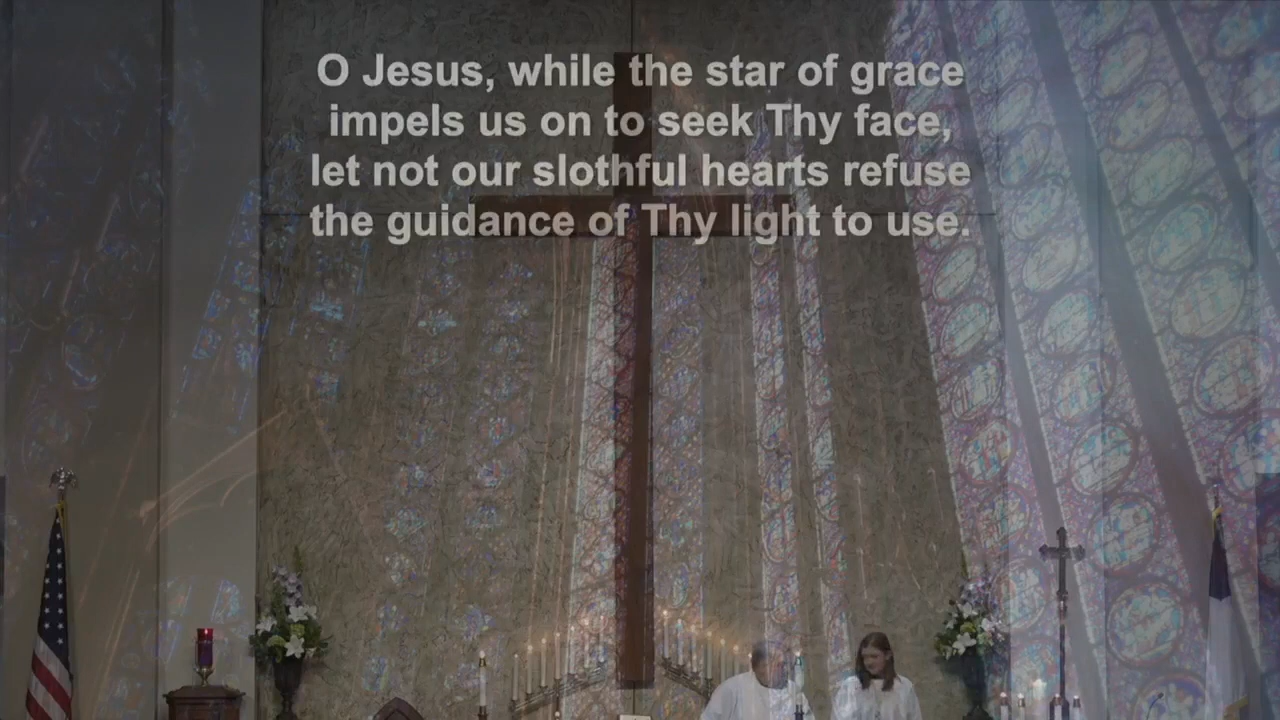 O Jesus, while the star of grace
impels us on to seek Thy face,
let not our slothful hearts refuse
the guidance of Thy light to use.